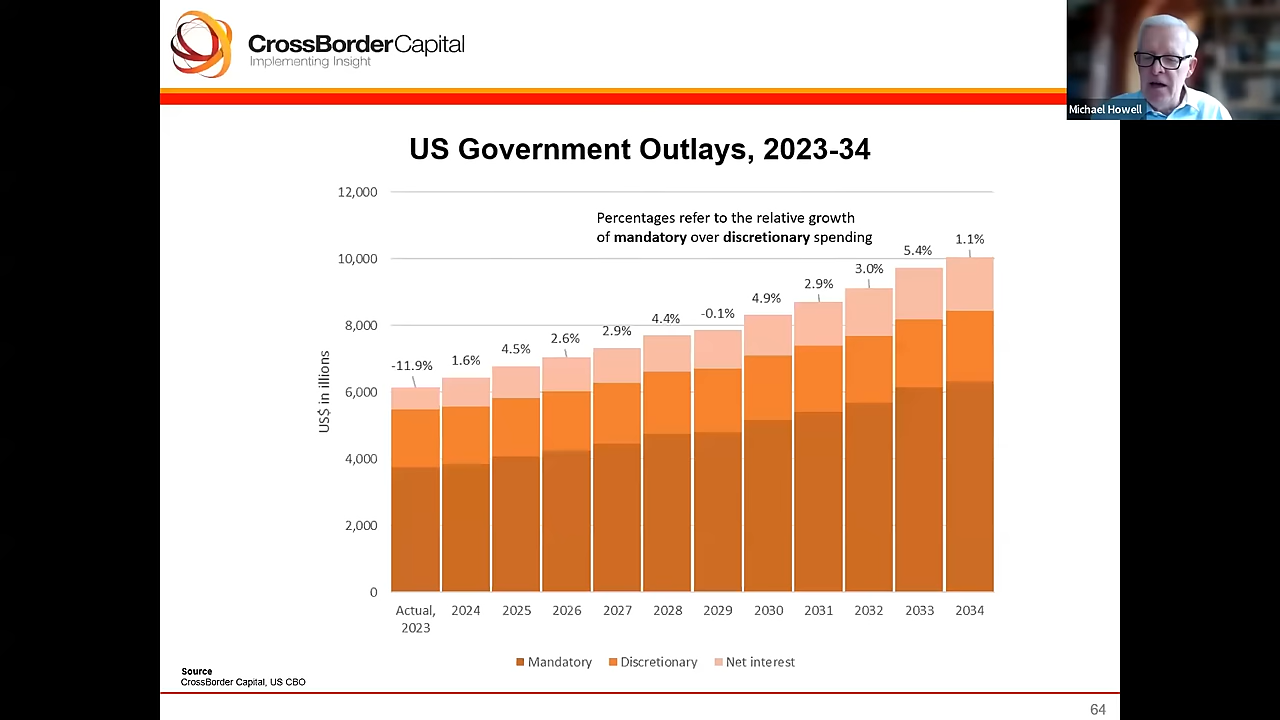 CrossBorderCapital
Implementing Insight
Michael Howell
US Government Outlays, 2023-34
Percentages refer to the relative growth
of mandatory over discretionary spending
US$ in illions
12,000
10,000
8,000
6,000
4,000
2,000
0
-11.9%
1.6%
4.5%
2.6%
2.9%
4.4%
-0.1%
4.9%
2.9%
3.0%
5.4%
1.1%
Actual,
2023
2024
2025
2026
2027
2028
2029
2030
2031
2032
2033
2034
Mandatory
Discretionary
Net interest
Source
CrossBorder Capital, US CBO
64